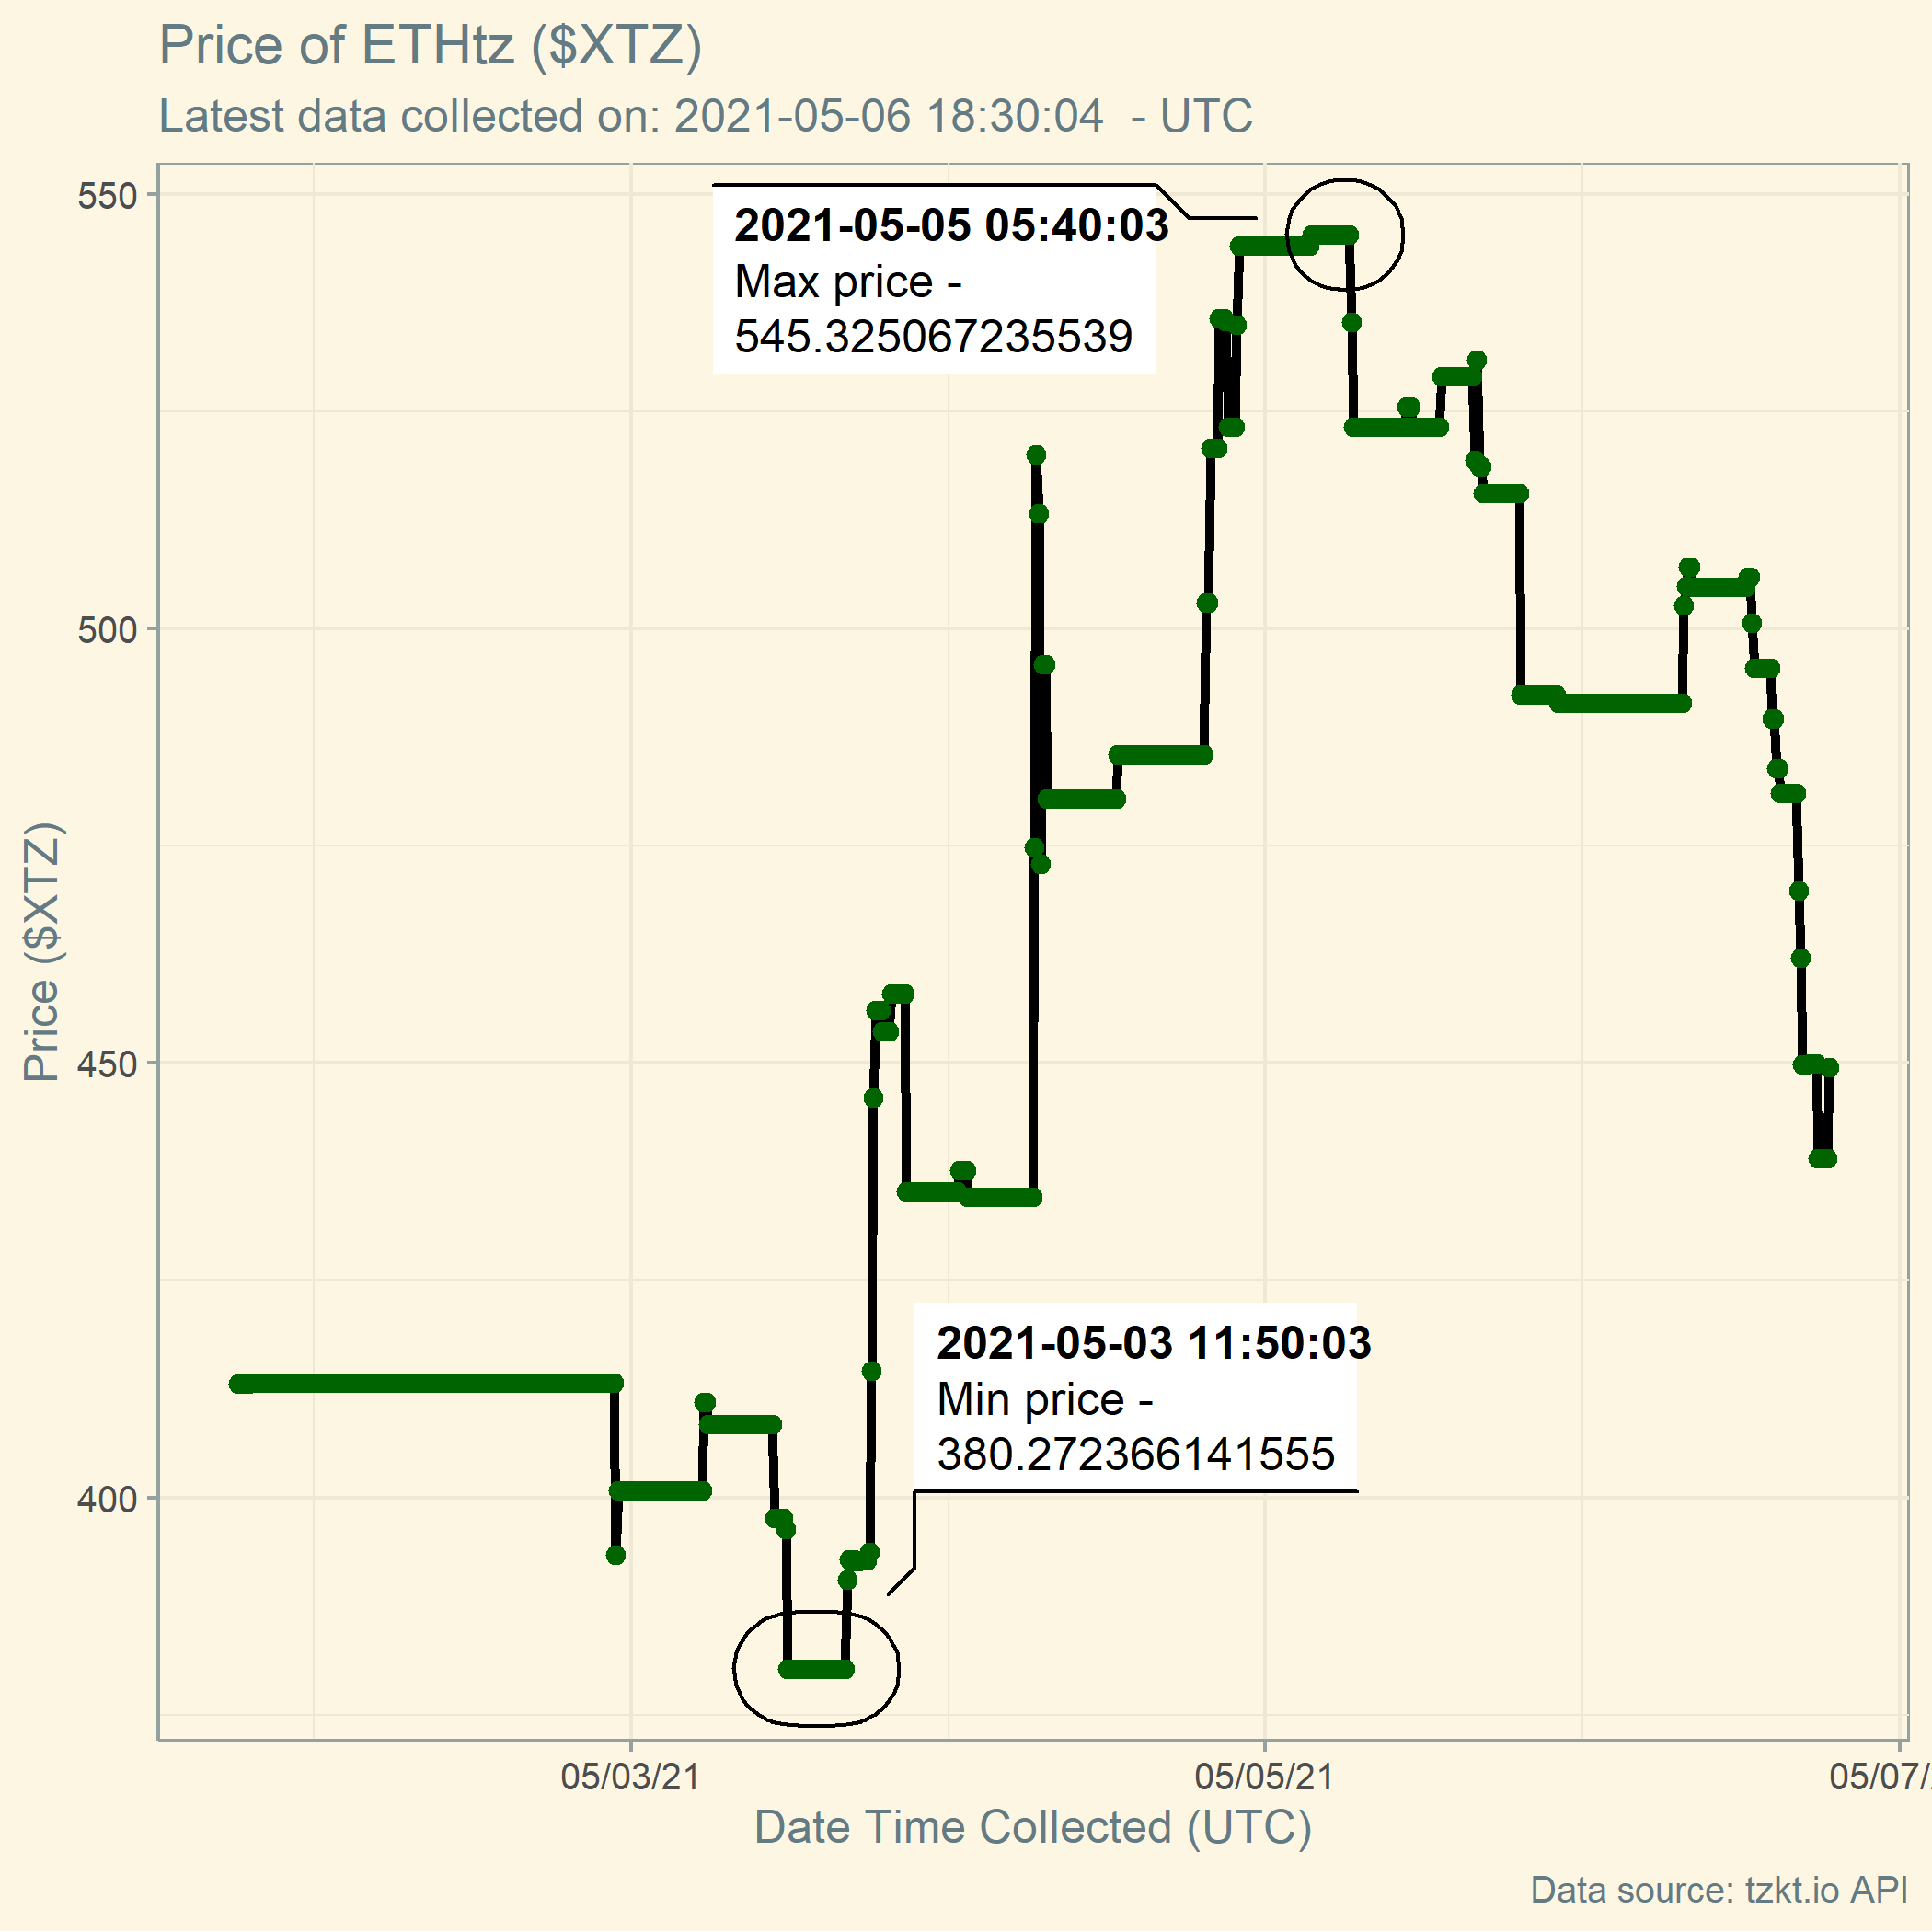 Price of ETHtz ($XTZ)
Latest data collected on: 2021-05-06 18:30:04  - UTC
550
2021-05-05 05:40:03
Max price -
545.325067235539
500
Price ($XTZ)
450
2021-05-03 11:50:03
Min price -
380.272366141555
400
05/03/21
05/05/21
05/07/
Date Time Collected (UTC)
Data source: tzkt.io API